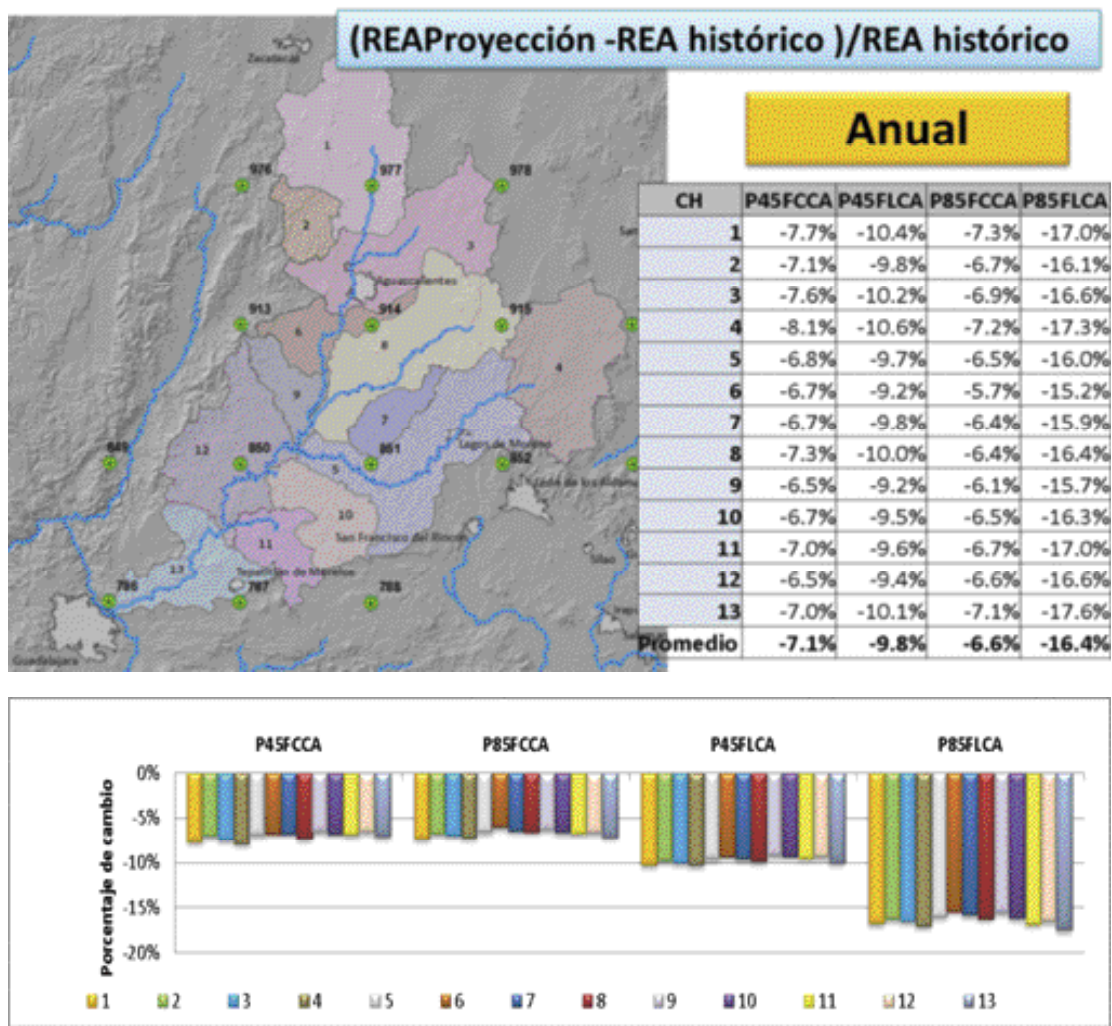 (REAProyección -REA histórico )/REA histórico
Zacatecas
Anual
1
976
977
978
2
3
Aguascalientes
913
914
915
6
8
4
9
7
12
849
850
851
852
Lagos de Moreno
5
10
San Francisco del Rincón
11
Silao
13
Tepatitlán de Morelos
786
787
788
Guadalajara
CH P45FCCA P45FLCA P85FCCA P85FLCA
1 -7.7% -10.4% -7.3% -17.0%
2 -7.1% -9.8% -6.7% -16.1%
3 -7.6% -10.2% -6.9% -16.6%
4 -8.1% -10.6% -7.2% -17.3%
5 -6.8% -9.7% -6.5% -16.0%
6 -6.7% -9.2% -5.7% -15.2%
7 -6.7% -9.8% -6.4% -15.9%
8 -7.3% -10.0% -6.4% -16.4%
9 -6.5% -9.2% -6.1% -15.7%
10 -6.7% -9.5% -6.5% -16.3%
11 -7.0% -9.6% -6.7% -17.0%
12 -6.5% -9.4% -6.6% -16.6%
13 -7.0% -10.1% -7.1% -17.6%
Promedio -7.1% -9.8% -6.6% -16.4%
P45FCCA P85FCCA P45FLCA P85FLCA
Porcentaje de cambio
0%
-5%
-10%
-15%
-20%
1 2 3 4 5 6 7 8 9 10 11 12 13